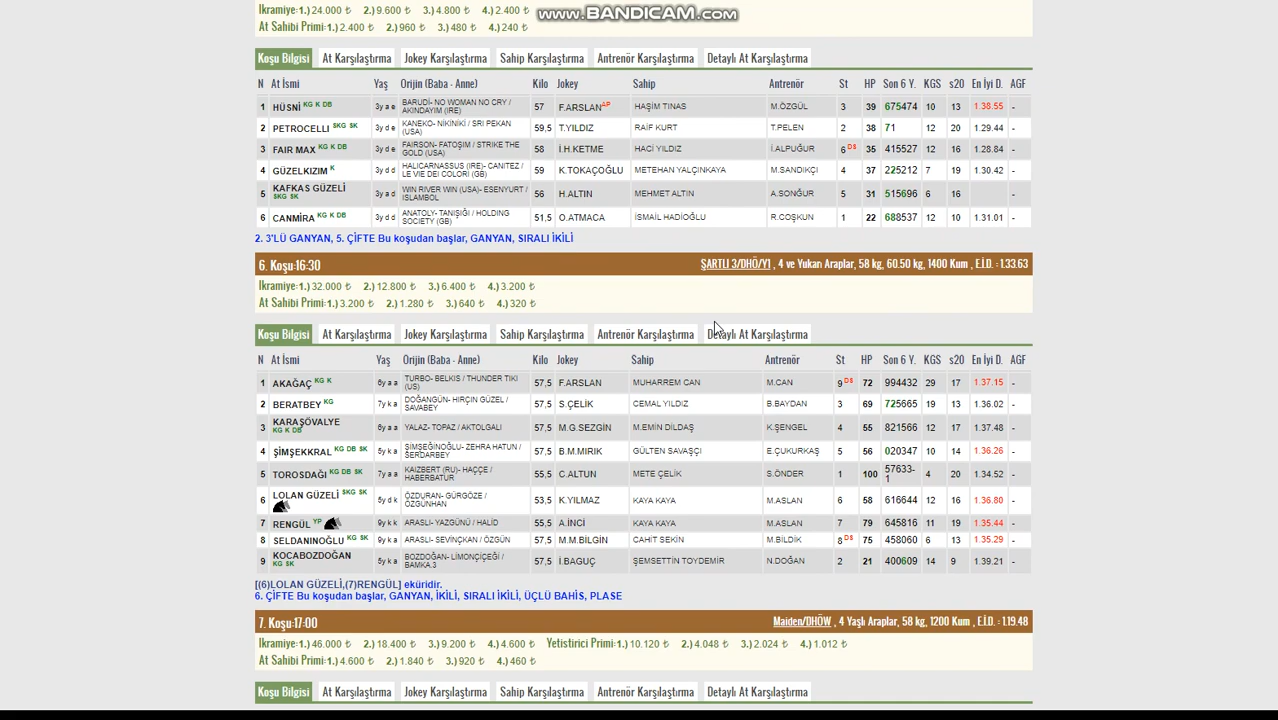 İkramiye:1.) 24.000 ₺ 2.) 9.600 ₺ 3.) 4.800 ₺ 4.) 2.400 ₺
www.BANDICAM.com
At Sahibi Primi:1.) 2.400 ₺ 2.) 960 ₺ 3.) 480 ₺ 4.) 240 ₺
Koşu Bilgisi At Karşılaştırma Jokey Karşılaştırma Sahip Karşılaştırma Antrenör Karşılaştırma Detaylı At Karşılaştırma
N At İsmi Yaş Orijin (Baba - Anne) Kilo Jokey Sahip Antrenör St HP Son 6 Y. KGS s20 En İyi D. AGF
1 HÜSNİ KG K DB 3y a e BARUDİ- NO WOMAN NO CRY / AKINDAYIM (IRE) 57 F.ARSLAN AP HAŞİM TINAS M.ÖZGÜL 3 39 675474 10 13 1.38.55 -
2 PETROCELLI SKG SK 3y d e KANEKO- NİKİNİKİ / SRI PEKAN (USA) 59,5 T.YILDIZ RAİF KURT T.PELEN 2 38 71 12 20 1.29.44 -
3 FAIR MAX KG K DB 3y d e FAIRSON- FATOŞIM / STRIKE THE GOLD (USA) 58 İ.H.KETME HACI YILDIZ İ.ALPUĞUR 6 DS 35 415527 12 16 1.28.84 -
4 GÜZELKIZIM K 3y d d HALICARNASSUS (IRE)- CANITEZ / LE VIE DEI COLORI (GB) 59 K.TOKAÇOĞLU METEHAN YALÇINKAYA M.SANDIKÇI 4 37 225212 7 19 1.30.42 -
5 KAFKAS GÜZELİ SKG SK 3y a d WIN RIVER WIN (USA)- ESENYURT / ISLAMBOL 56 H.ALTIN MEHMET ALTIN A.SONĞUR 5 31 515696 6 16 -
6 CANMİRA KG K DB 3y d d ANATOLY- TANIŞIĞI / HOLDING SOCIETY (GB) 51,5 O.ATMACA İSMAİL HADİOĞLU R.COŞKUN 1 22 688537 12 10 1.31.01 -
2. 3'LÜ GANYAN, 5. ÇİFTE Bu koşudan başlar, GANYAN, SIRALI İKİLİ
6. Koşu:16:30 ŞARTLI 3/DHÖ/Y1 , 4 ve Yukarı Araplar, 58 kg, 60.50 kg, 1400 Kum , E.İ.D. : 1.33.63
İkramiye:1.) 32.000 ₺ 2.) 12.800 ₺ 3.) 6.400 ₺ 4.) 3.200 ₺
At Sahibi Primi:1.) 3.200 ₺ 2.) 1.280 ₺ 3.) 640 ₺ 4.) 320 ₺
Koşu Bilgisi At Karşılaştırma Jokey Karşılaştırma Sahip Karşılaştırma Antrenör Karşılaştırma Detaylı At Karşılaştırma
N At İsmi Yaş Orijin (Baba - Anne) Kilo Jokey Sahip Antrenör St HP Son 6 Y. KGS s20 En İyi D. AGF
1 AKAĞAÇ KG K 6y a a TURBO- BELKIS / THUNDER TIKI (US) 57,5 F.ARSLAN MUHARREM CAN M.CAN 9 DS 72 994432 29 17 1.37.15 -
2 BERATBEY KG 7y k a DOĞANGÜN- HIRÇIN GÜZEL / SAVABEY 57,5 S.ÇELİK CEMAL YILDIZ B.BAYDAN 3 69 725665 19 13 1.36.02 -
3 KARAŞÖVALYE KG K DB 6y a a YALAZ- TOPAZ / AKTOLGALI 57,5 M.G.SEZGİN M.EMİN DİLDAŞ K.ŞENGEL 4 55 821566 12 17 1.37.48 -
4 ŞİMŞEKKRAL KG DB SK 5y k a ŞİMŞEĞİNOĞLU- ZEHRA HATUN / SERDARBEY 57,5 B.M.MIRIK GÜLTEN SAVAŞÇI E.ÇUKURKAŞ 5 56 020347 10 14 1.36.26 -
5 TOROSDAĞI KG DB SK 7y a a KAIZBERT (RU)- HAÇÇE / HABERBATUR 55,5 C.ALTUN METE ÇELİK S.ÖNDER 1 100 57633-1 4 20 1.34.52 -
6 LOLAN GÜZELİ SKG SK 5y d k ÖZDURAN- GÜRGÖZE / ÖZGUNHAN 53,5 K.YILMAZ KAYA KAYA M.ASLAN 6 58 616644 12 16 1.36.80 -
7 RENGÜL YP 9y k k ARASLI- YAZGÜNÜ / HALİD 55,5 A.İNCİ KAYA KAYA M.ASLAN 7 79 645816 11 19 1.35.44 -
8 SELDANINOĞLU KG SK 9y k a ARASLI- SEVİNÇKAN / ÖZGÜN 57,5 M.M.BİLGİN CAHİT SEKİN M.BİLDİK 8 DS 75 458060 6 13 1.35.29 -
9 KOCABOZDOĞAN KG SK 5y k a BOZDOĞAN- LİMONÇİÇEĞİ / BAMKA.3 57,5 İ.BAGUÇ ŞEMSETTİN TOYDEMİR N.DOĞAN 2 21 400609 14 9 1.39.21 -
[(6)LOLAN GÜZELİ,(7)RENGÜL] eküridir.
6. ÇİFTE Bu koşudan başlar, GANYAN, İKİLİ, SIRALI İKİLİ, ÜÇLÜ BAHİS, PLASE
7. Koşu:17:00 Maiden/DHÖW , 4 Yaşlı Araplar, 58 kg, 1200 Kum , E.İ.D. : 1.19.48
İkramiye:1.) 46.000 ₺ 2.) 18.400 ₺ 3.) 9.200 ₺ 4.) 4.600 ₺ Yetistirici Primi:1.) 10.120 ₺ 2.) 4.048 ₺ 3.) 2.024 ₺ 4.) 1.012 ₺
At Sahibi Primi:1.) 4.600 ₺ 2.) 1.840 ₺ 3.) 920 ₺ 4.) 460 ₺
Koşu Bilgisi At Karşılaştırma Jokey Karşılaştırma Sahip Karşılaştırma Antrenör Karşılaştırma Detaylı At Karşılaştırma